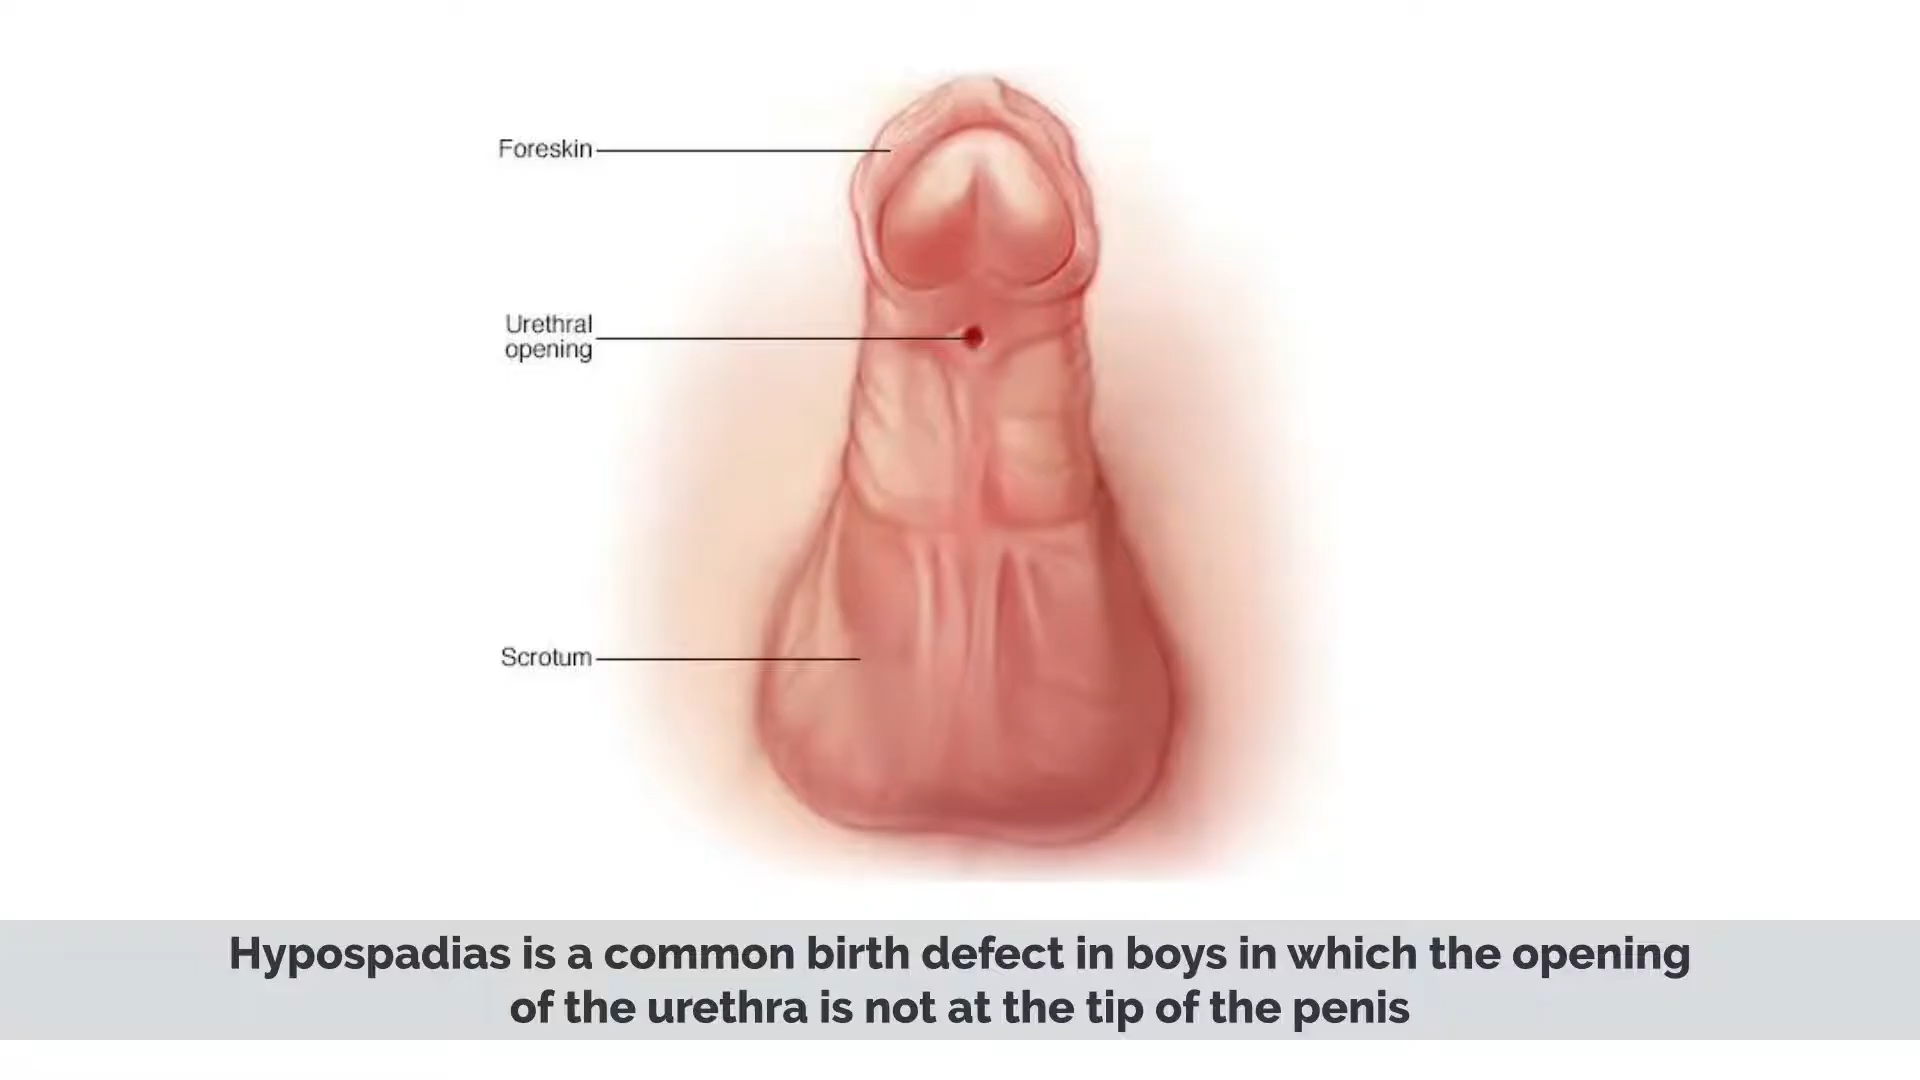 Foreskin
Urethral
opening
Scrotum
Hypospadias is a common birth defect in boys in which the opening
of the urethra is not at the tip of the penis